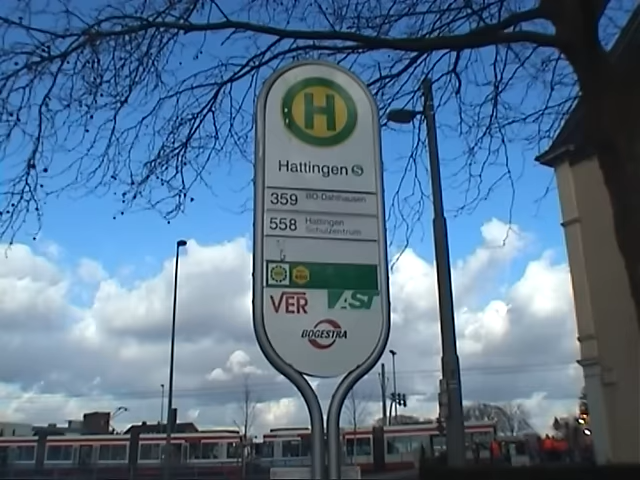 H
Hattingen S
359 BO-Dahlhausen
558 Hattingen
Schulzentrum
VER AST
BOGESTRA